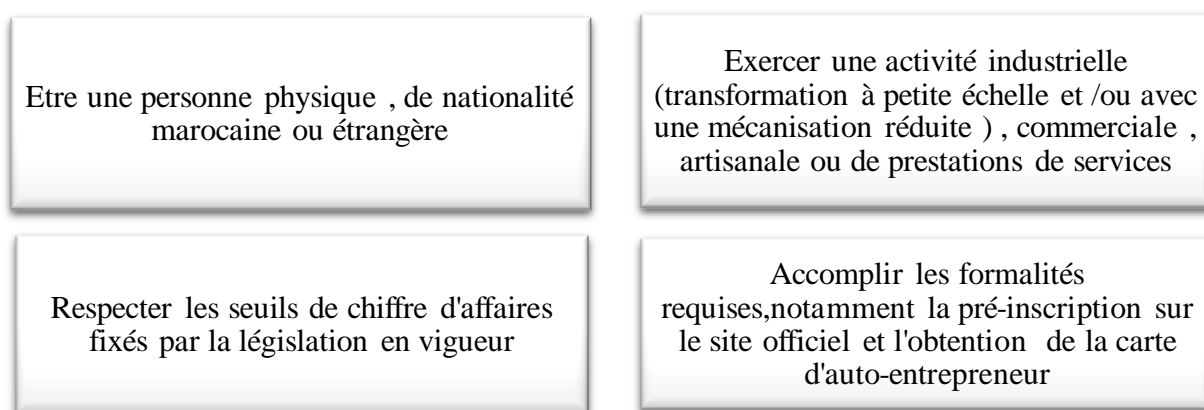 Etre une personne physique , de nationalité
marocaine ou étrangère
Exercer une activité industrielle
(transformation à petite échelle et /ou avec
une mécanisation réduite ) , commerciale ,
artisanale ou de prestations de services
Respecter les seuils de chiffre d'affaires
fixés par la législation en vigueur
Accomplir les formalités
requises,notamment la pré-inscription sur
le site officiel et l'obtention de la carte
d'auto-entrepreneur